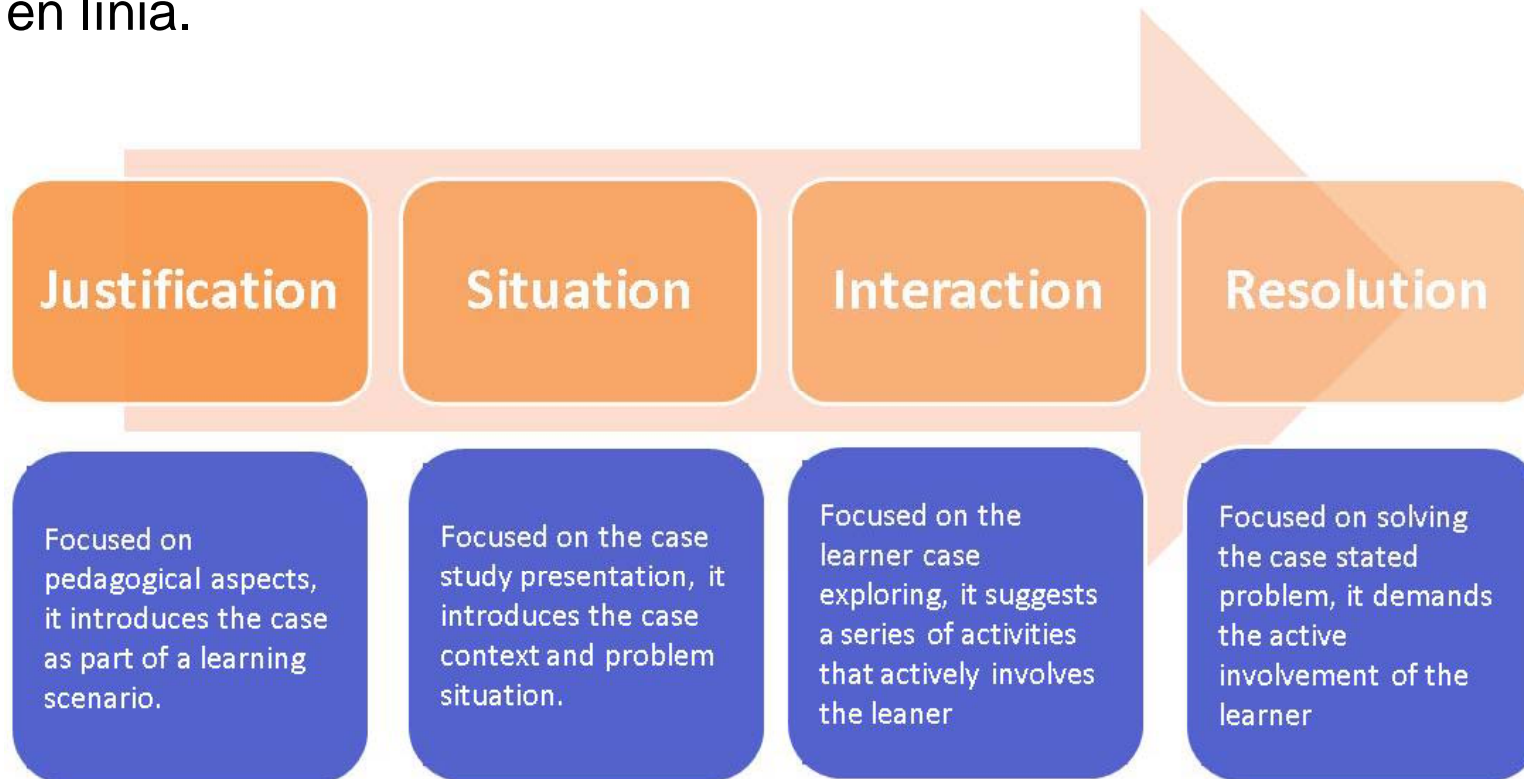 en línia.
Justification
Situation
Interaction
Resolution
Focused on
pedagogical aspects,
it introduces the case
as part of a learning
scenario.
Focused on the case
study presentation, it
introduces the case
context and problem
situation.
Focused on the
learner case
exploring, it suggests
a series of activities
that actively involves
the leaner
Focused on solving
the case stated
problem, it demands
the active
involvement of the
learner